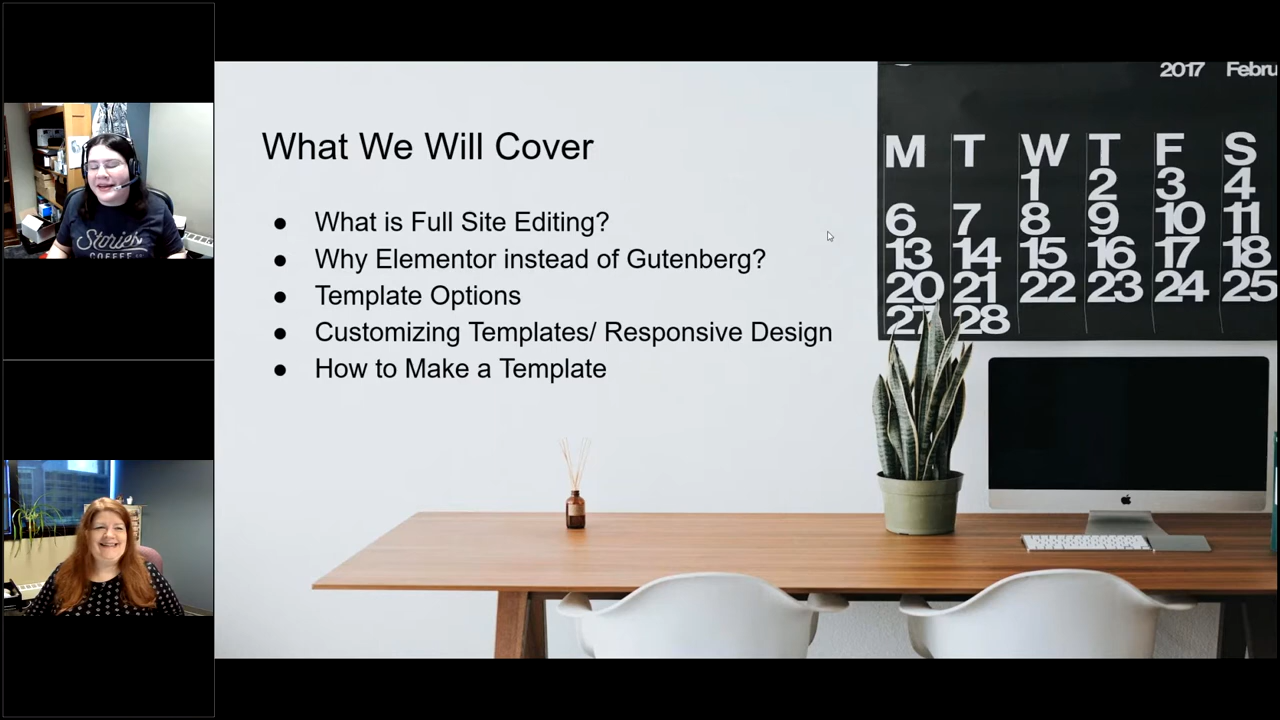 What We Will Cover
● What is Full Site Editing?
● Why Elementor instead of Gutenberg?
● Template Options
● Customizing Templates/ Responsive Design
● How to Make a Template
2017 Febru
M T W T F S
1 2 3 4
6 7 8 9 10 11
13 14 15 16 17 18
20 21 22 23 24 25
27 28
Stories
COFFEE